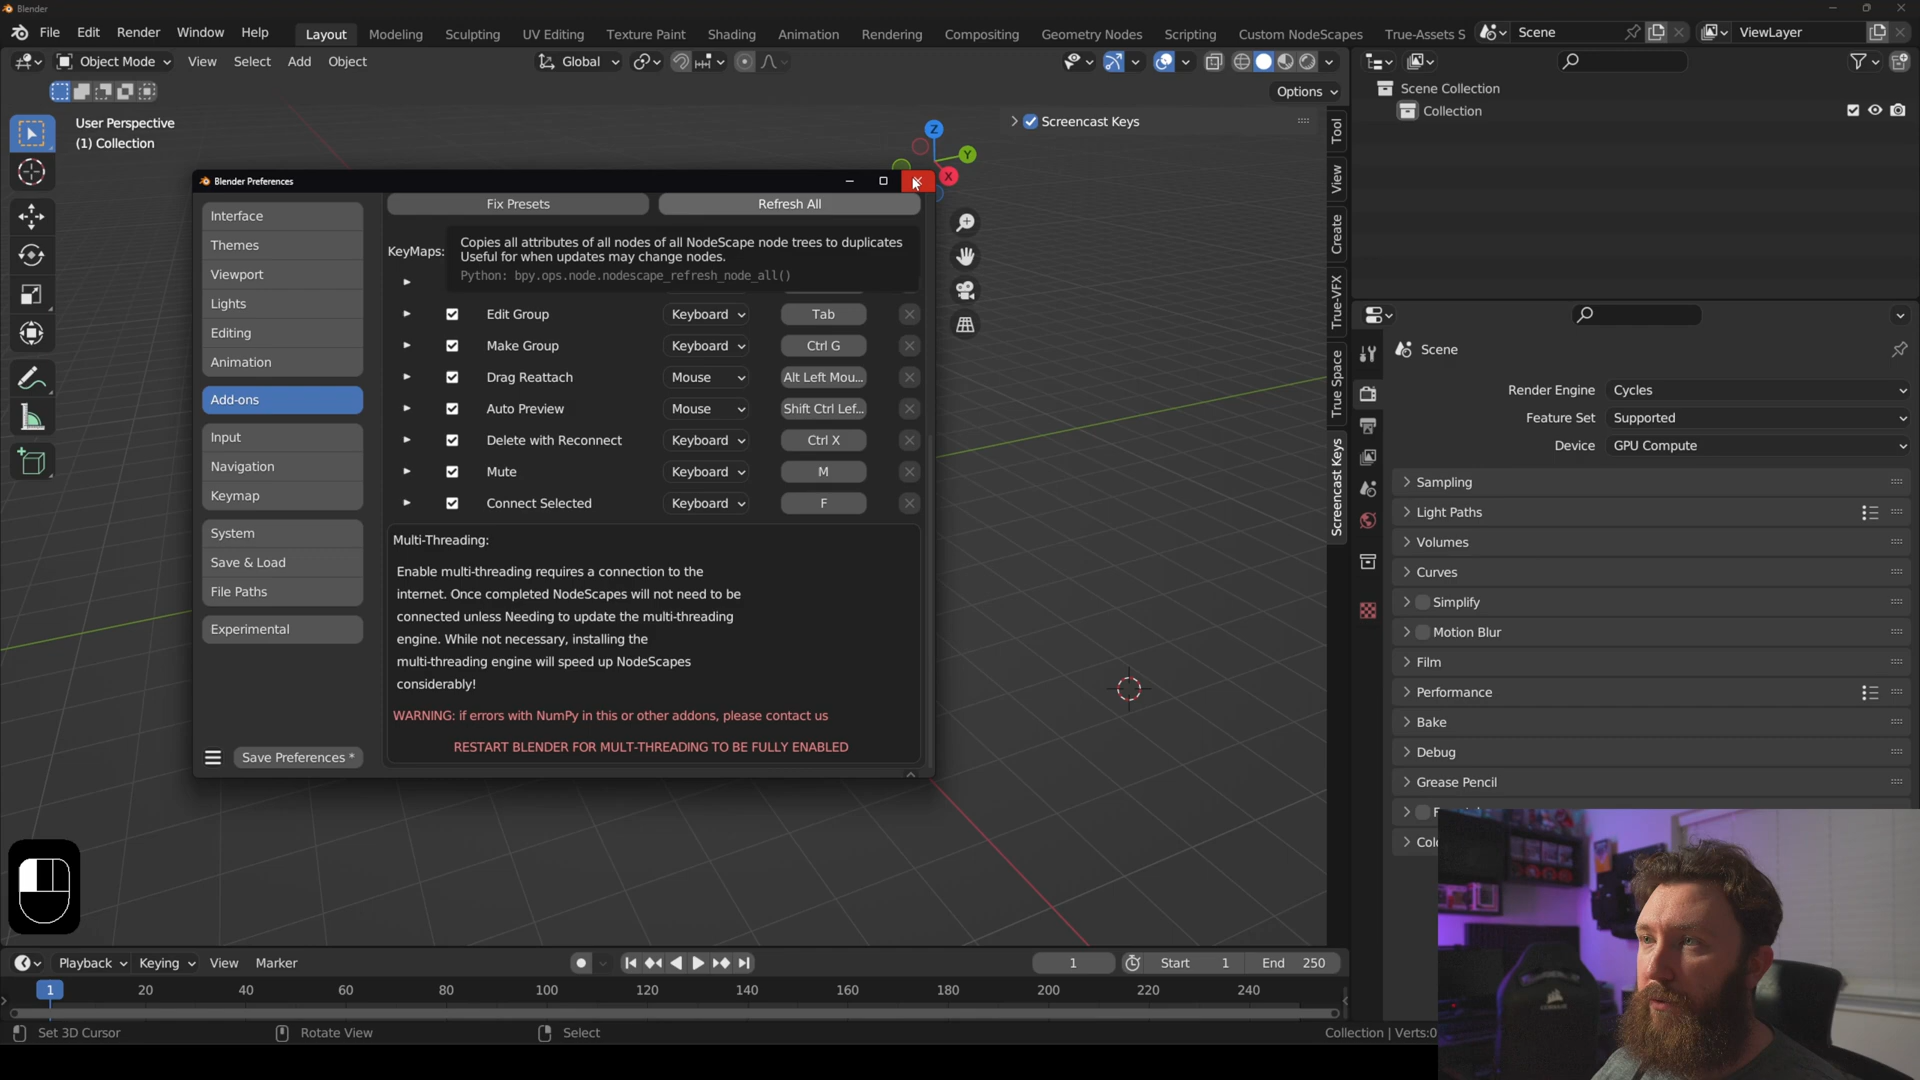 Blender
File Edit Render Window Help Layout Modeling Sculpting UV Editing Texture Paint Shading Animation Rendering Compositing Geometry Nodes Scripting Custom NodeScapes True-Assets S Scene ViewLayer
Object Mode View Select Add Object Global
Options
User Perspective
(1) Collection
Z
Y
X
Screencast Keys
Tool
View
Create
True-VFX
True Space
Screencast Keys
Scene Collection
Collection
Blender Preferences
Interface
Themes
Viewport
Lights
Editing
Animation
Add-ons
Input
Navigation
Keymap
System
Save & Load
File Paths
Experimental
Save Preferences *
Fix Presets Refresh All
KeyMaps:
Copies all attributes of all nodes of all NodeScape node trees to duplicates
Useful for when updates may change nodes.
Python: bpy.ops.node.nodescape_refresh_node_all()
Edit Group Keyboard Tab
Make Group Keyboard Ctrl G
Drag Reattach Mouse Alt Left Mou...
Auto Preview Mouse Shift Ctrl Lef...
Delete with Reconnect Keyboard Ctrl X
Mute Keyboard M
Connect Selected Keyboard F
Multi-Threading:
Enable multi-threading requires a connection to the
internet. Once completed NodeScapes will not need to be
connected unless Needing to update the multi-threading
engine. While not necessary, installing the
multi-threading engine will speed up NodeScapes
considerably!
WARNING: if errors with NumPy in this or other addons, please contact us
RESTART BLENDER FOR MULT-THREADING TO BE FULLY ENABLED
Scene
Render Engine Cycles
Feature Set Supported
Device GPU Compute
Sampling
Light Paths
Volumes
Curves
Simplify
Motion Blur
Film
Performance
Bake
Debug
Grease Pencil
Playback Keying View Marker 1 Start 1 End 250
1 20 40 60 80 100 120 140 160 180 200 220 240
Set 3D Cursor Rotate View Select Collection | Verts:0